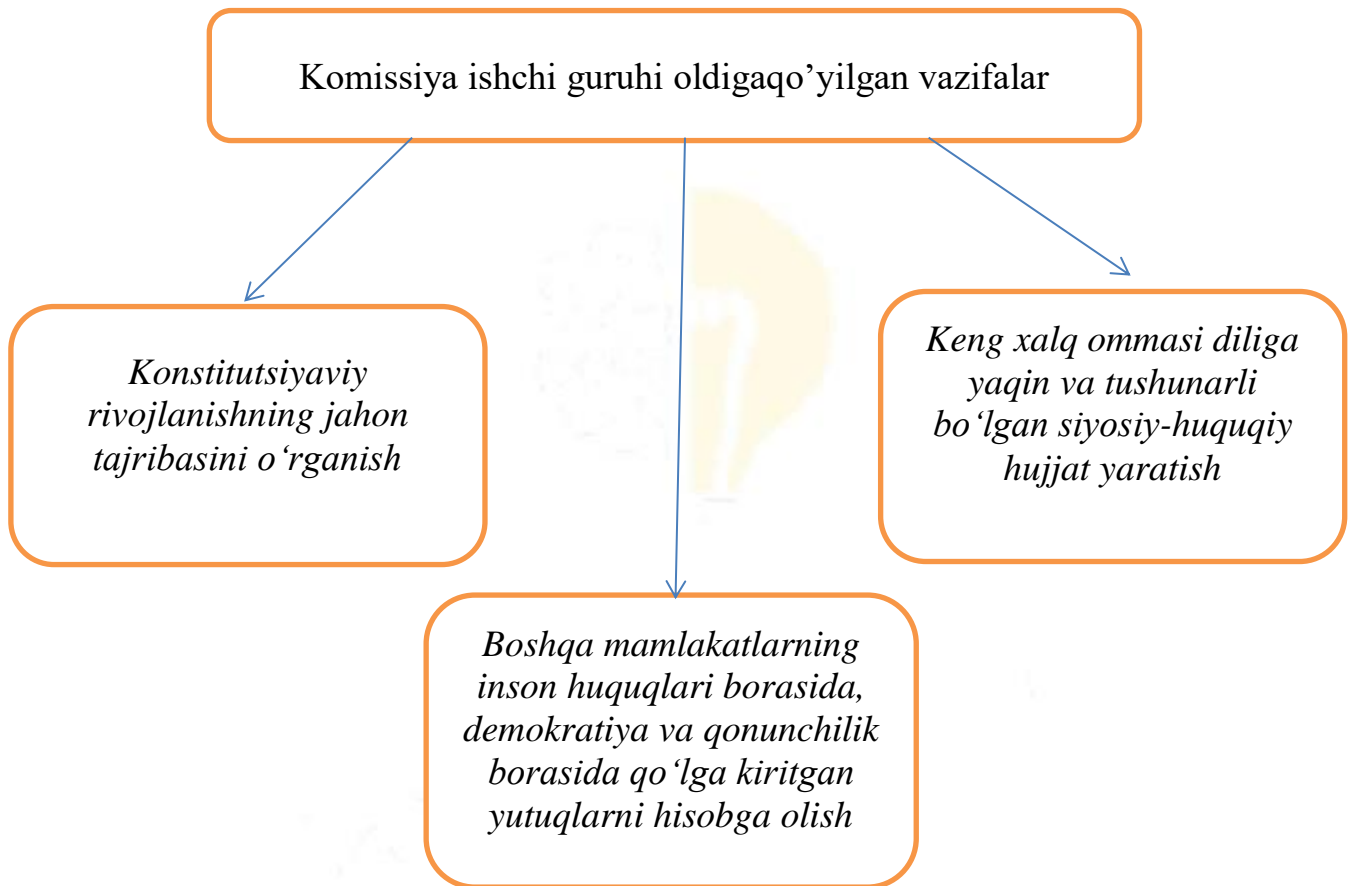 Komissiya ishchi guruhi oldigaqo’yilgan vazifalar
Konstitutsiyaviy
rivojlanishning jahon
tajribasini o‘rganish
Boshqa mamlakatlarning
inson huquqlari borasida,
demokratiya va qonunchilik
borasida qo‘lga kiritgan
yutuqlarni hisobga olish
Keng xalq ommasi diliga
yaqin va tushunarli
bo‘lgan siyosiy-huquqiy
hujjat yaratish